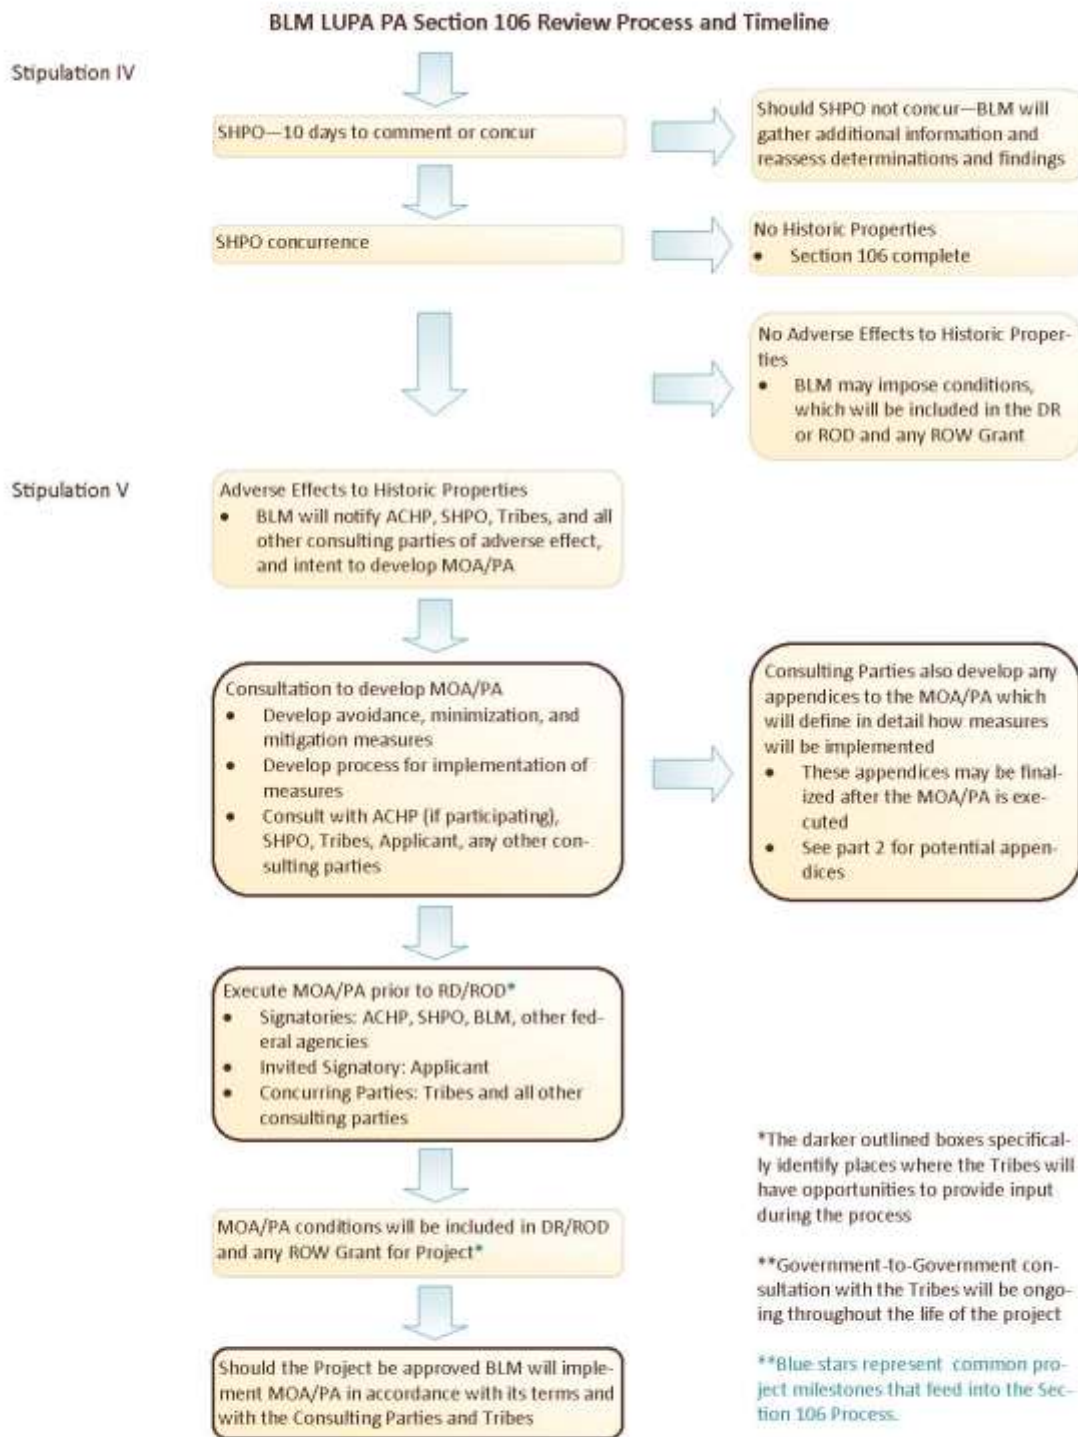 BLM LUPA PA Section 106 Review Process and Timeline
Stipulation IV
SHPO—10 days to comment or concur
Should SHPO not concur—BLM will
gather additional information and
reassess determinations and findings
SHPO concurrence
No Historic Properties
• Section 106 complete
No Adverse Effects to Historic Proper-
ties
• BLM may impose conditions,
which will be included in the DR
or ROD and any ROW Grant
Stipulation V
Adverse Effects to Historic Properties
• BLM will notify ACHP, SHPO, Tribes, and all
other consulting parties of adverse effect,
and intent to develop MOA/PA
Consultation to develop MOA/PA
• Develop avoidance, minimization, and
mitigation measures
• Develop process for implementation of
measures
• Consult with ACHP (if participating),
SHPO, Tribes, Applicant, any other con-
sulting parties
Consulting Parties also develop any
appendices to the MOA/PA which
will define in detail how measures
will be implemented
• These appendices may be final-
ized after the MOA/PA is exe-
cuted
• See part 2 for potential appen-
dices
Execute MOA/PA prior to RD/ROD*
• Signatories: ACHP, SHPO, BLM, other fed-
eral agencies
• Invited Signatory: Applicant
• Concurring Parties: Tribes and all other
consulting parties
MOA/PA conditions will be included in DR/ROD
and any ROW Grant for Project*
Should the Project be approved BLM will imple-
ment MOA/PA in accordance with its terms and
with the Consulting Parties and Tribes
*The darker outlined boxes specifical-
ly identify places where the Tribes will
have opportunities to provide input
during the process
**Government-to-Government con-
sultation with the Tribes will be ongo-
ing throughout the life of the project
**Blue stars represent common pro-
ject milestones that feed into the Sec-
tion 106 Process.